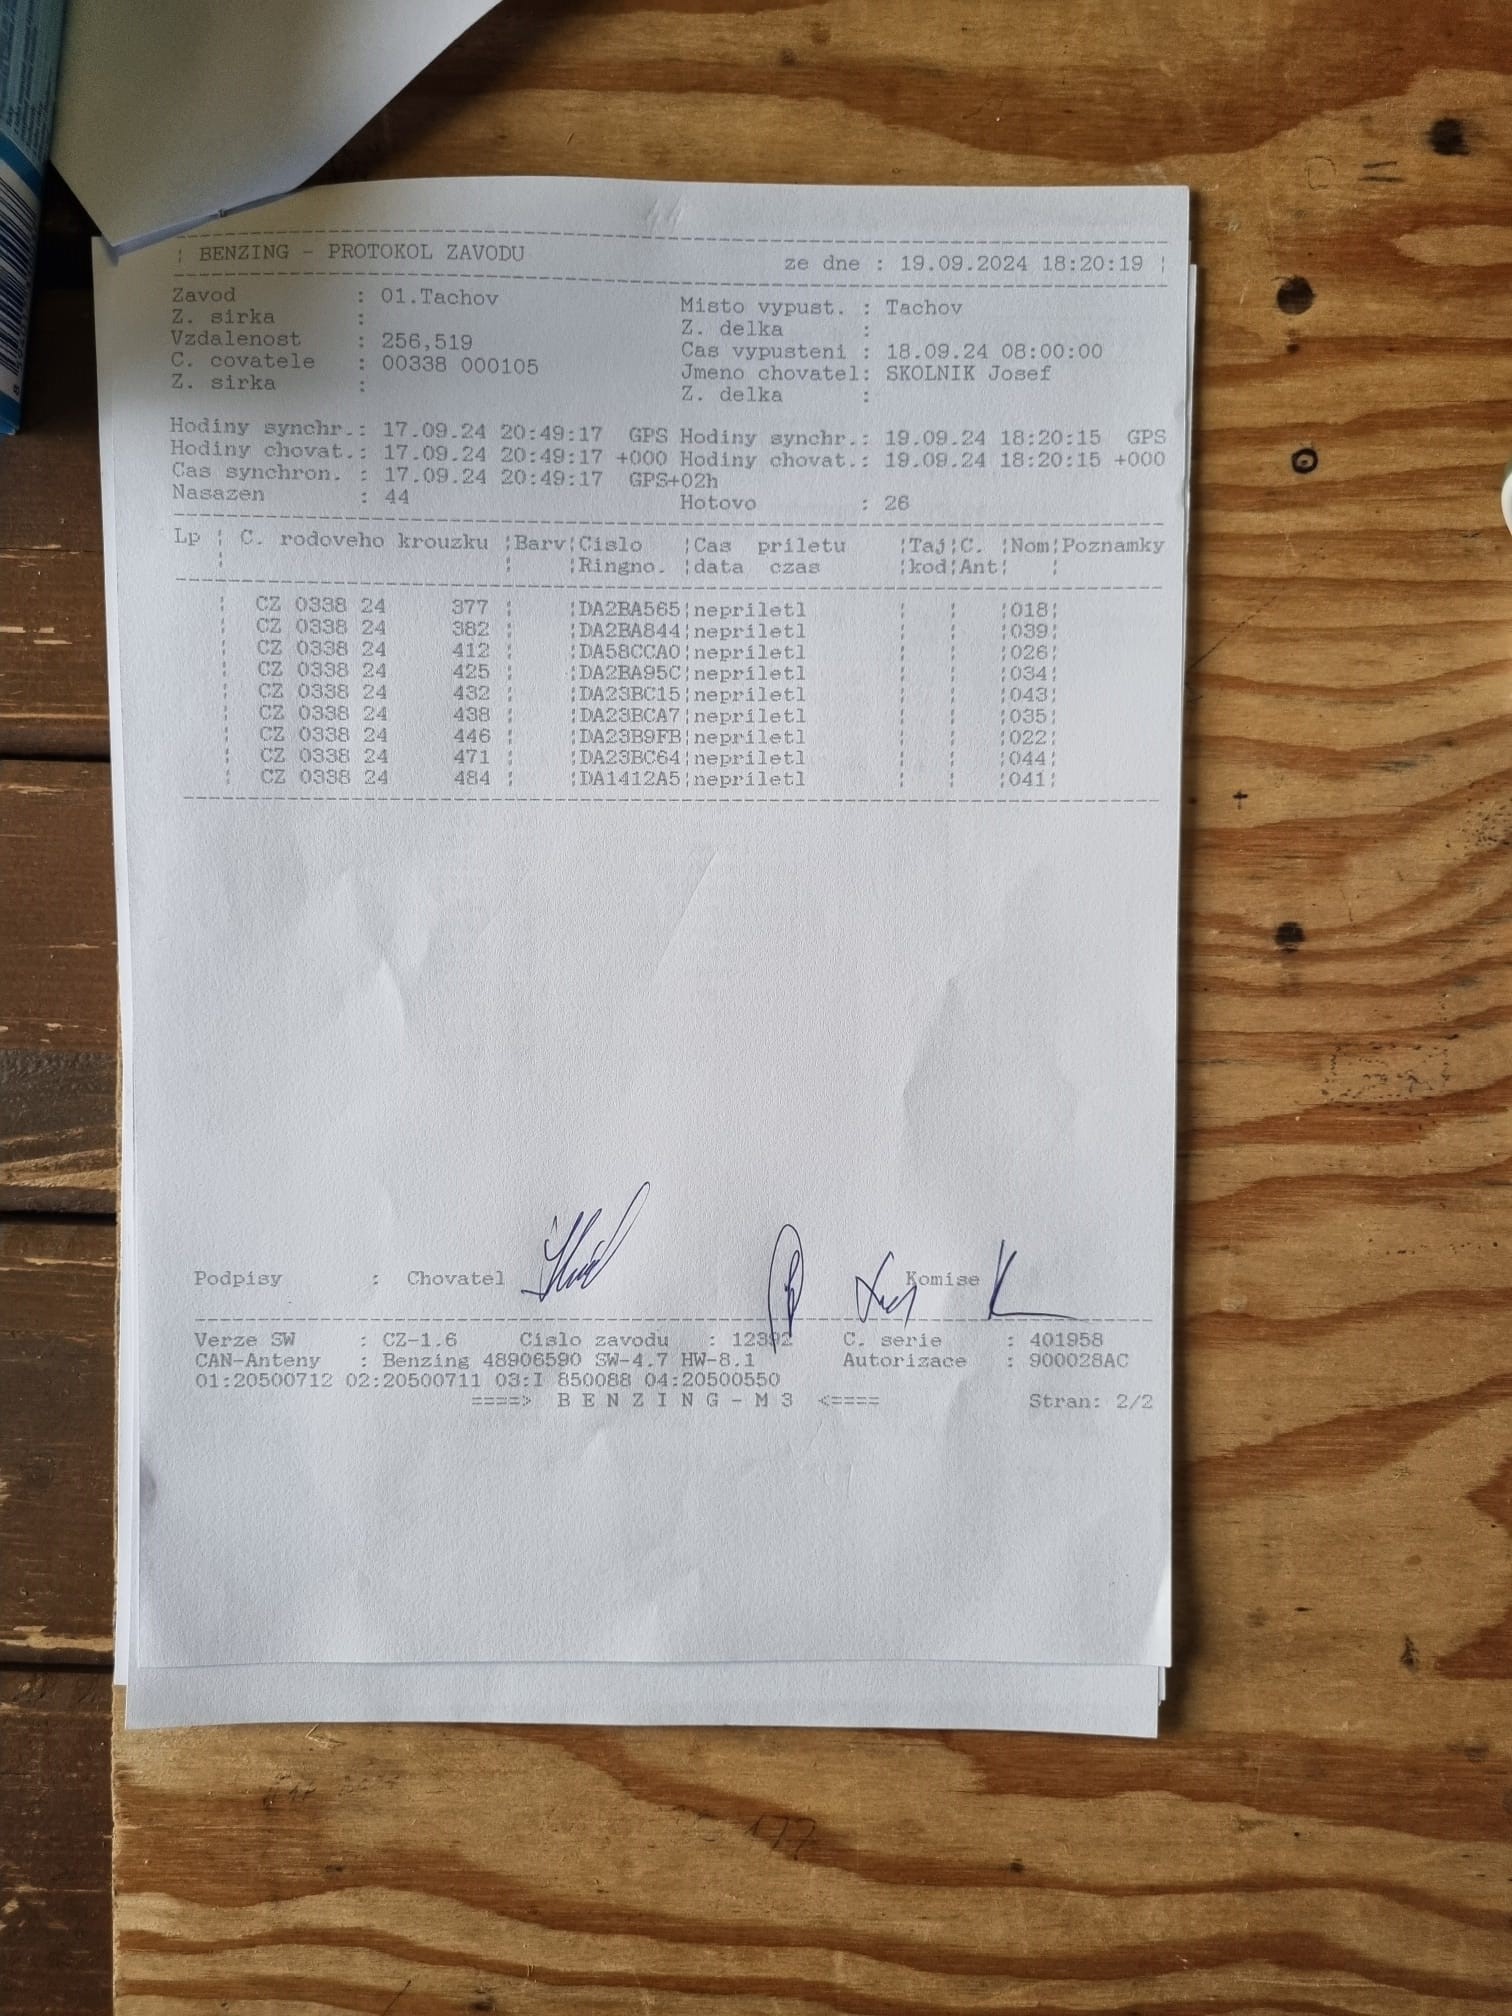 BENZING - PROTOKOL ZAVODU ze dne : 19.09.2024 18:20:19
Zavod : 01.Tachov Misto vypust. : Tachov
Z. sirka : Z. delka :
Vzdalenost : 256,519 Cas vypusteni : 18.09.24 08:00:00
C. covatele : 00338 000105 Jmeno chovatel: SKOLNIK Josef
Z. sirka : Z. delka :
Hodiny synchr.: 17.09.24 20:49:17 GPS Hodiny synchr.: 19.09.24 18:20:15 GPS
Hodiny chovat.: 17.09.24 20:49:17 +000 Hodiny chovat.: 19.09.24 18:20:15 +000
Cas synchron. : 17.09.24 20:49:17 GPS+02h
Nasazen : 44 Hotovo : 26
Lp ¦ C. rodoveho krouzku ¦Barv¦Cislo ¦Cas priletu ¦Taj¦C. ¦Nom¦Poznamky
¦ ¦ ¦Ringno. ¦data czas ¦kod¦Ant¦ ¦
¦ CZ 0338 24 377 ¦ ¦DA2BA565¦nepriletl ¦ ¦ ¦018¦
¦ CZ 0338 24 382 ¦ ¦DA2BA844¦nepriletl ¦ ¦ ¦039¦
¦ CZ 0338 24 412 ¦ ¦DA58CCA0¦nepriletl ¦ ¦ ¦026¦
¦ CZ 0338 24 425 ¦ ¦DA2BA95C¦nepriletl ¦ ¦ ¦034¦
¦ CZ 0338 24 432 ¦ ¦DA23BC15¦nepriletl ¦ ¦ ¦043¦
¦ CZ 0338 24 438 ¦ ¦DA23BCA7¦nepriletl ¦ ¦ ¦035¦
¦ CZ 0338 24 446 ¦ ¦DA23B9FB¦nepriletl ¦ ¦ ¦022¦
¦ CZ 0338 24 471 ¦ ¦DA23BC64¦nepriletl ¦ ¦ ¦044¦
¦ CZ 0338 24 484 ¦ ¦DA1412A5¦nepriletl ¦ ¦ ¦041¦
Podpisy : Chovatel Komise
Verze SW : CZ-1.6 Cislo zavodu : 12392 C. serie : 401958
CAN-Anteny : Benzing 48906590 SW-4.7 HW-8.1 Autorizace : 900028AC
01:20500712 02:20500711 03:I 850088 04:20500550
====> B E N Z I N G - M 3 <==== Stran: 2/2